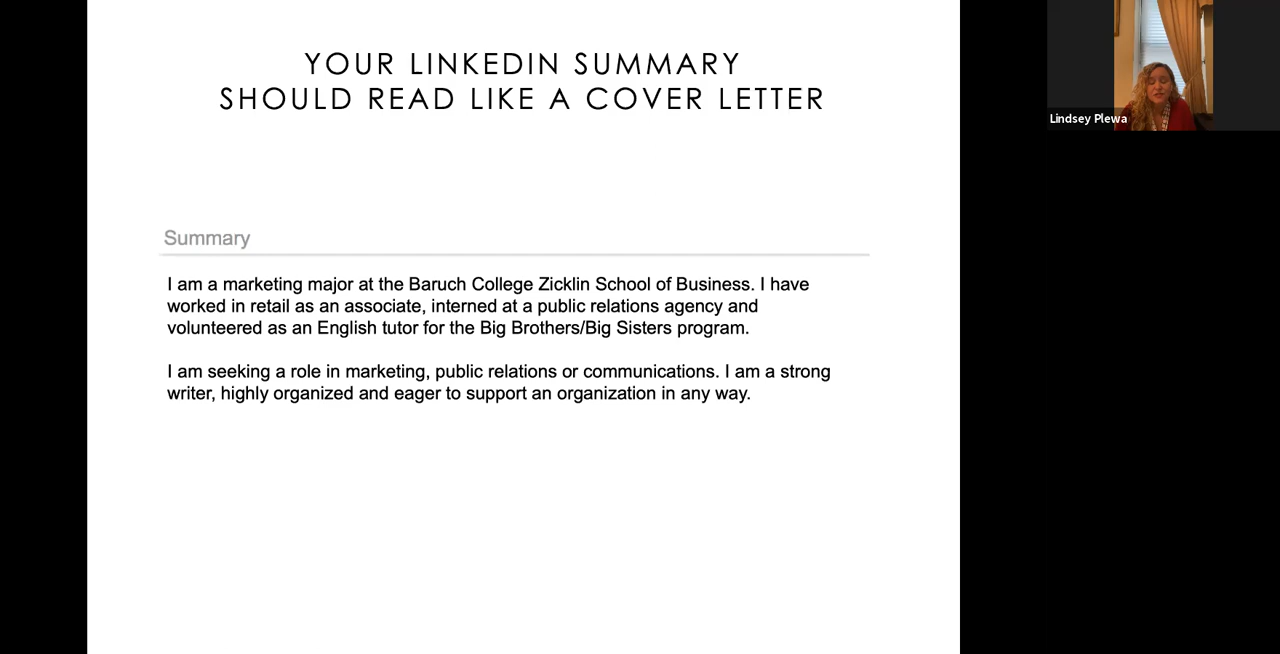 YOUR LINKEDIN SUMMARY
SHOULD READ LIKE A COVER LETTER
Lindsey Plewa
Summary
I am a marketing major at the Baruch College Zicklin School of Business. I have
worked in retail as an associate, interned at a public relations agency and
volunteered as an English tutor for the Big Brothers/Big Sisters program.
I am seeking a role in marketing, public relations or communications. I am a strong
writer, highly organized and eager to support an organization in any way.